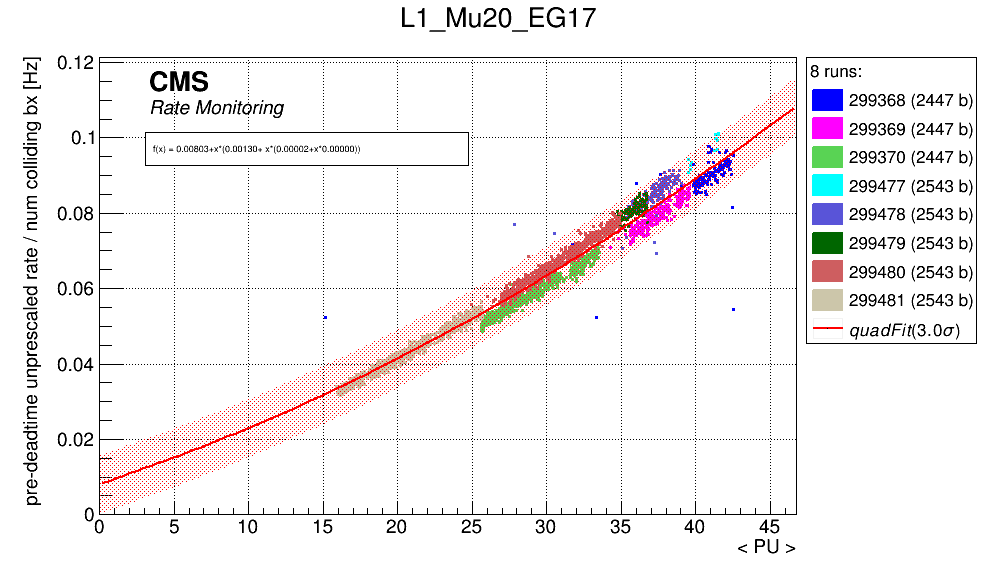 L1_Mu20_EG17
pre-deadtime unprescaled rate / num colliding bx [Hz]
0.12
0.1
0.08
0.06
0.04
0.02
0
CMS
Rate Monitoring
f(x) = 0.00803+x*(0.00130+ x*(0.00002+x*0.00000))
0 5 10 15 20 25 30 35 40 45
< PU >
8 runs:
299368 (2447 b)
299369 (2447 b)
299370 (2447 b)
299477 (2543 b)
299478 (2543 b)
299479 (2543 b)
299480 (2543 b)
299481 (2543 b)
quadFit(3.0σ)